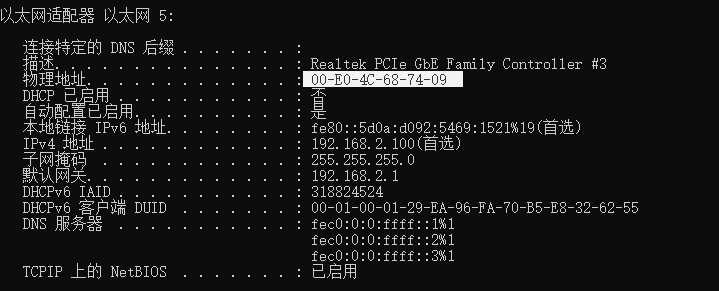 以太网适配器 以太网 5:
连接特定的 DNS 后缀 . . . . . . . :
描述. . . . . . . . . . . . . . . : Realtek PCIe GbE Family Controller #3
物理地址. . . . . . . . . . . . . : 00-E0-4C-68-74-09
DHCP 已启用 . . . . . . . . . . . : 否
自动配置已启用. . . . . . . . . . : 是
本地链接 IPv6 地址. . . . . . . . : fe80::5d0a:d092:5469:1521%19(首选)
IPv4 地址 . . . . . . . . . . . . : 192.168.2.100(首选)
子网掩码 . . . . . . . . . . . . : 255.255.255.0
默认网关. . . . . . . . . . . . . : 192.168.2.1
DHCPv6 IAID . . . . . . . . . . . : 318824524
DHCPv6 客户端 DUID . . . . . . . : 00-01-00-01-29-EA-96-FA-70-B5-E8-32-62-55
DNS 服务器 . . . . . . . . . . . : fec0:0:0:ffff::1%1
fec0:0:0:ffff::2%1
fec0:0:0:ffff::3%1
TCPIP 上的 NetBIOS . . . . . . . : 已启用